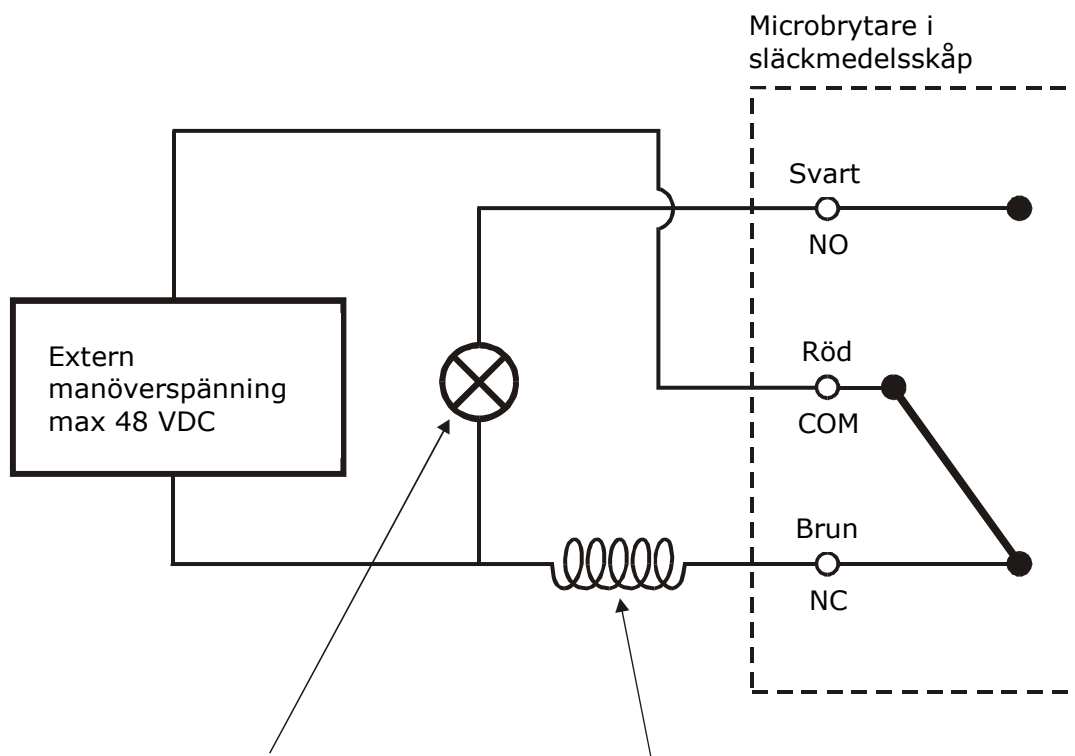 Microbrytare i
släckmedelsskåp
Svart
NO
Extern
manöverspänning
max 48 VDC
Röd
COM
Brun
NC